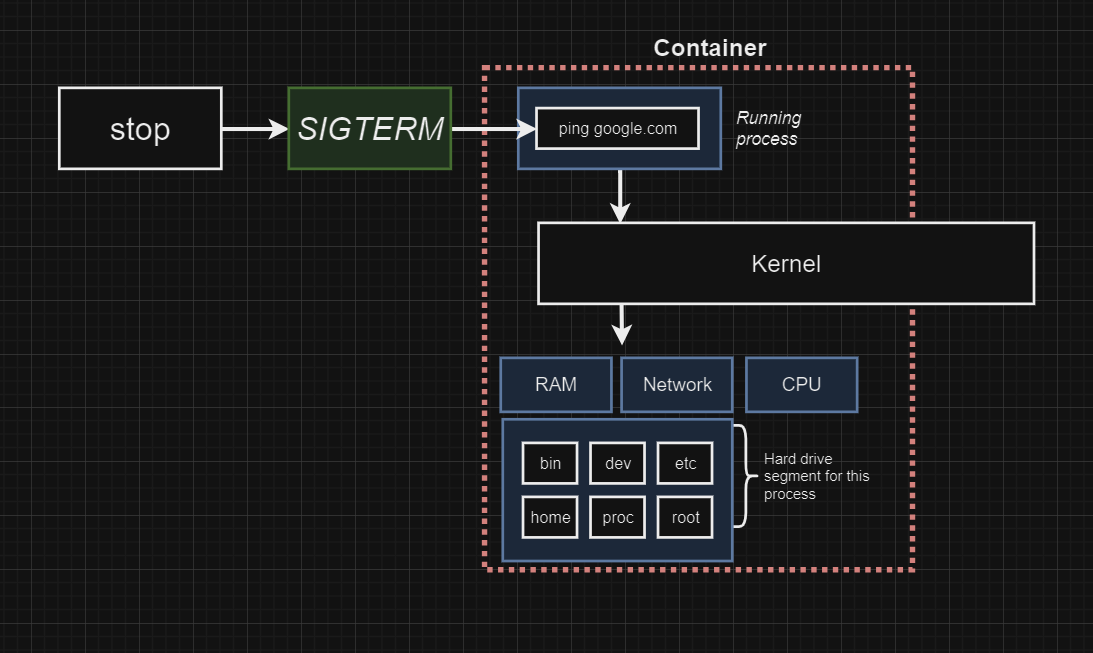 Container
stop
SIGTERM
ping google.com
Running
process
Kernel
RAM
Network
CPU
bin
dev
etc
Hard drive
segment for this
process
home
proc
root